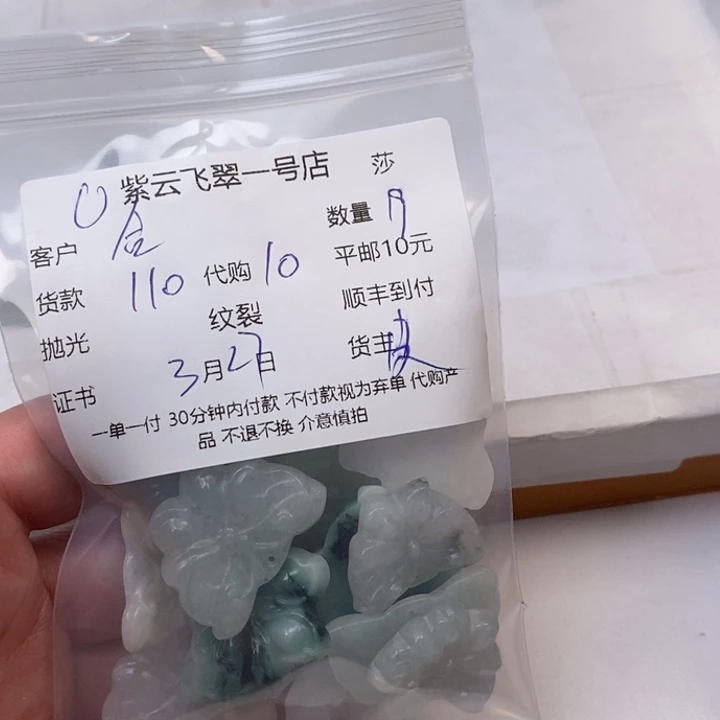 紫云飞翠一号店 莎
客户 数量
货款 110 代购 10 平邮10元
抛光 纹裂 顺丰到付
证书 3月27日 货主
一单一付 30分钟内付款 不付款视为弃单 代购产
品 不退不换 介意慎拍